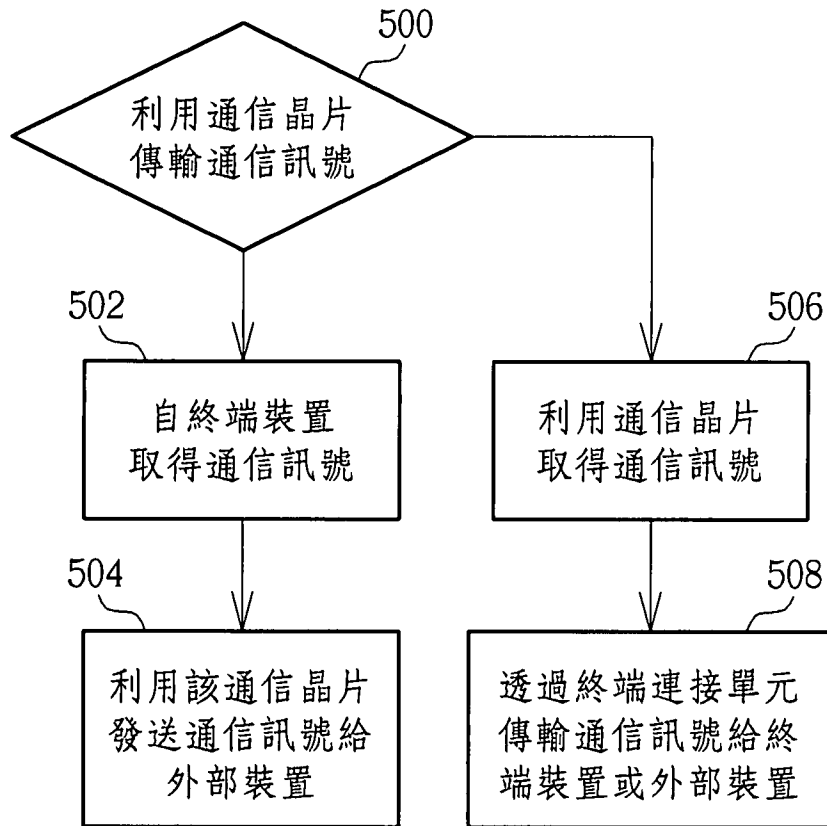 500
利用通信晶片
傳輸通信訊號
502
自終端裝置
取得通信訊號
504
利用該通信晶片
發送通信訊號給
外部裝置
506
利用通信晶片
取得通信訊號
508
透過終端連接單元
傳輸通信訊號給終
端裝置或外部裝置